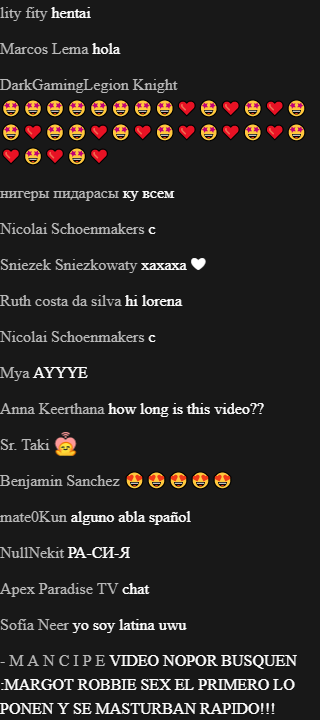 lity fity hentai
Marcos Lema hola
DarkGamingLegion Knight
нигеры пидарасы ку всем
Nicolai Schoenmakers c
Sniezek Sniezkowaty xaxaxa
Ruth costa da silva hi lorena
Nicolai Schoenmakers c
Mya AYYYE
Anna Keerthana how long is this video??
Sr. Taki
Benjamin Sanchez
mate0Kun alguno abla spañol
NullNekit РА-СИ-Я
Apex Paradise TV chat
Sofía Neer yo soy latina uwu
- M A N C I P E VIDEO NOPOR BUSQUEN
:MARGOT ROBBIE SEX EL PRIMERO LO
PONEN Y SE MASTURBAN RAPIDO!!!